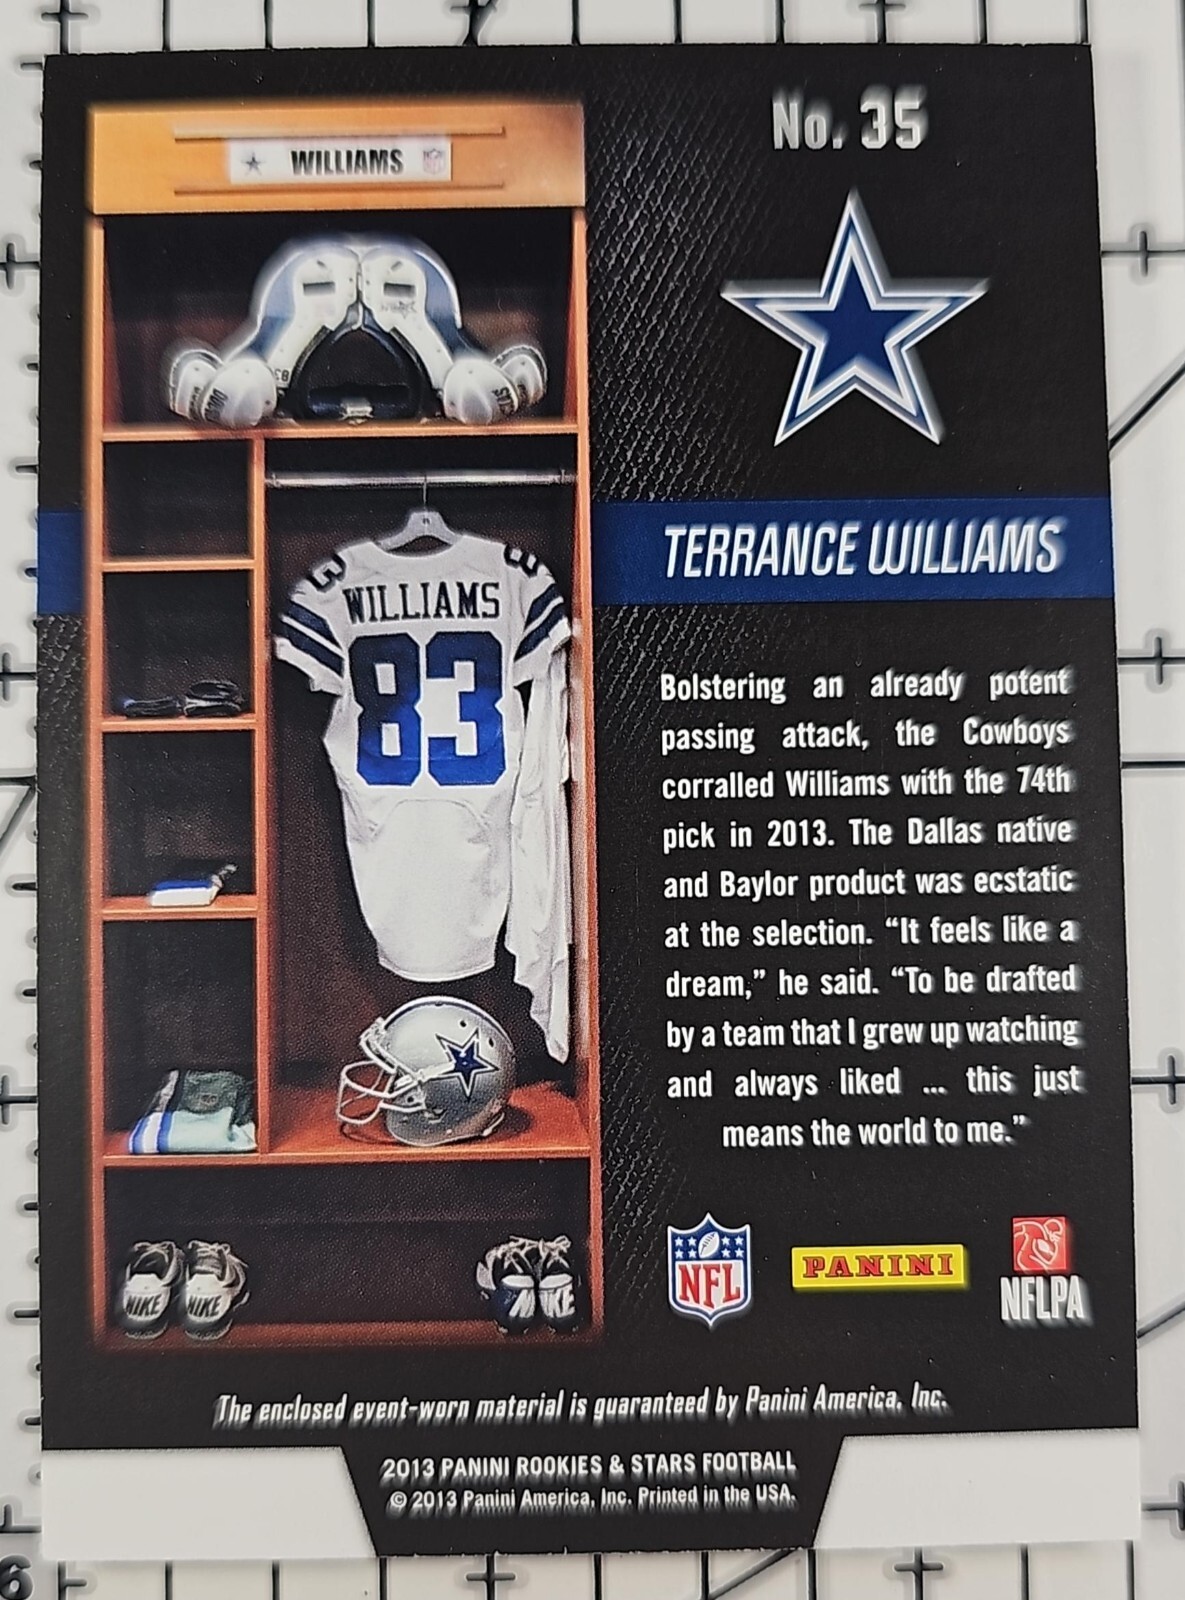 No. 35
WILLIAMS
83
3
8
WILLIAMS
83
TERRANCE WILLIAMS
Bolstering an already potent
passing attack, the Cowboys
corralled Williams with the 74th
pick in 2013. The Dallas native
and Baylor product was ecstatic
at the selection. “It feels like a
dream,” he said. “To be drafted
by a team that I grew up watching
and always liked ... this just
means the world to me.”
NIKE NIKE NIKE
NFL PANINI NFLPA
The enclosed event-worn material is guaranteed by Panini America, Inc.
2013 PANINI ROOKIES & STARS FOOTBALL
© 2013 Panini America, Inc. Printed in the USA.
6